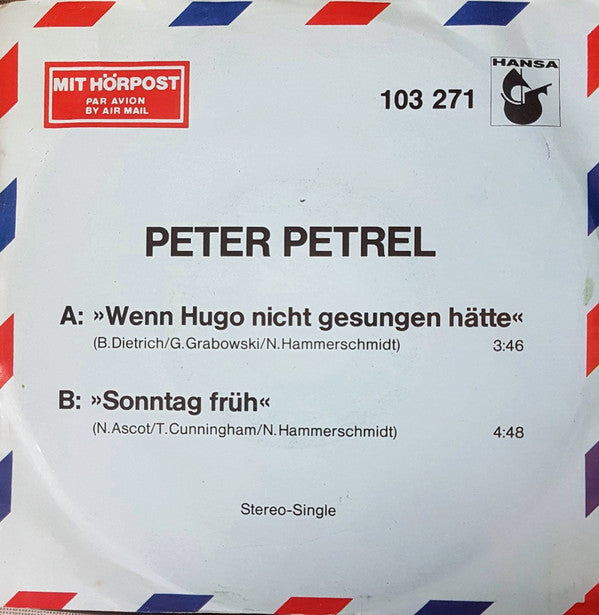 MIT HÖRPOST
PAR AVION
BY AIR MAIL
103 271
HANSA
PETER PETREL
A: »Wenn Hugo nicht gesungen hätte«
(B.Dietrich/G.Grabowski/N.Hammerschmidt) 3:46
B: »Sonntag früh«
(N.Ascot/T.Cunningham/N.Hammerschmidt) 4:48
Stereo-Single